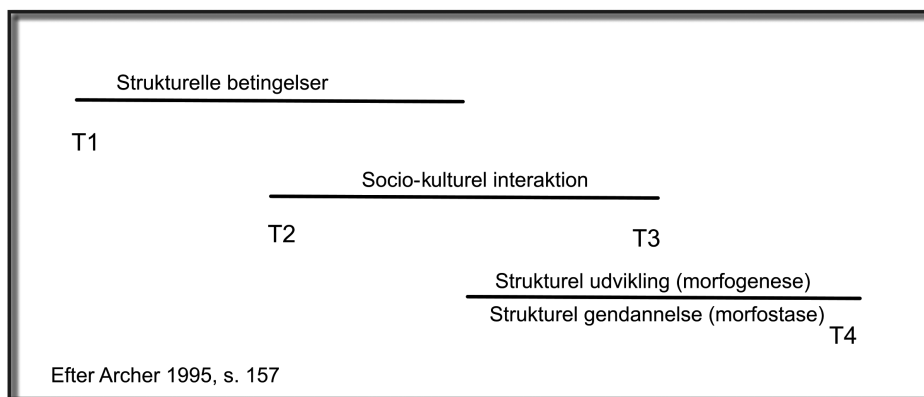 Strukturelle betingelser
T1
Socio-kulturel interaktion
T2
T3
Strukturel udvikling (morfogenese)
Strukturel gendannelse (morfostase)
T4
Efter Archer 1995, s. 157